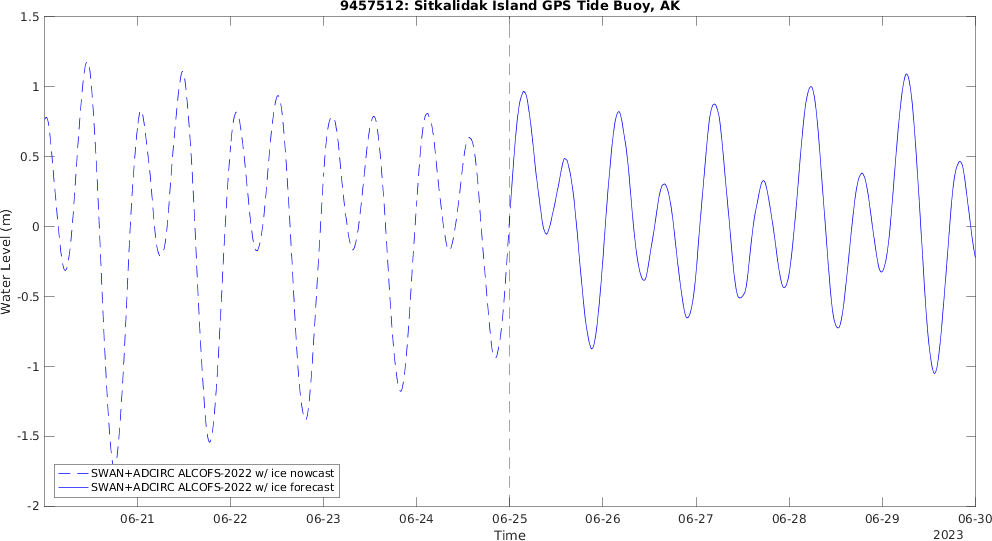 9457512: Sitkalidak Island GPS Tide Buoy, AK
1.5
1
0.5
0
-0.5
-1
-1.5
-2
Water Level (m)
SWAN+ADCIRC ALCOFS-2022 w/ ice nowcast
SWAN+ADCIRC ALCOFS-2022 w/ ice forecast
06-21 06-22 06-23 06-24 06-25 06-26 06-27 06-28 06-29 06-30
Time
2023